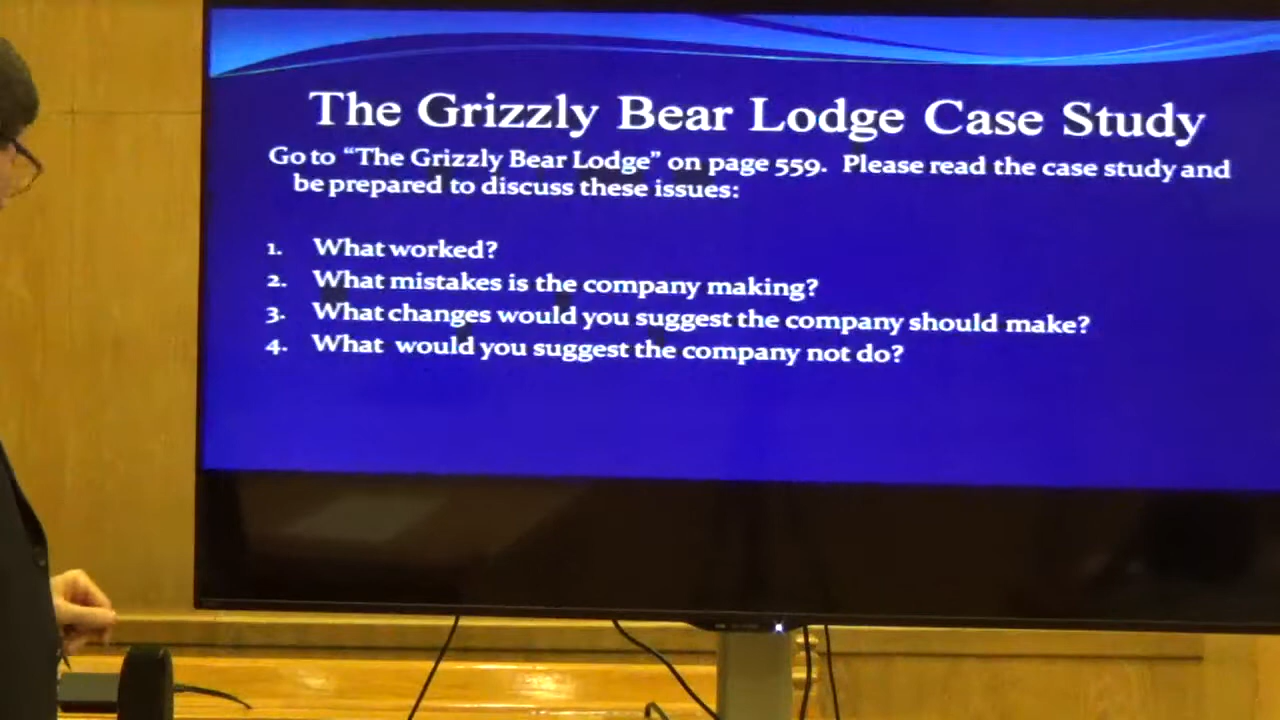 The Grizzly Bear Lodge Case Study
Go to “The Grizzly Bear Lodge” on page 559. Please read the case study and
be prepared to discuss these issues:
1. What worked?
2. What mistakes is the company making?
3. What changes would you suggest the company should make?
4. What would you suggest the company not do?